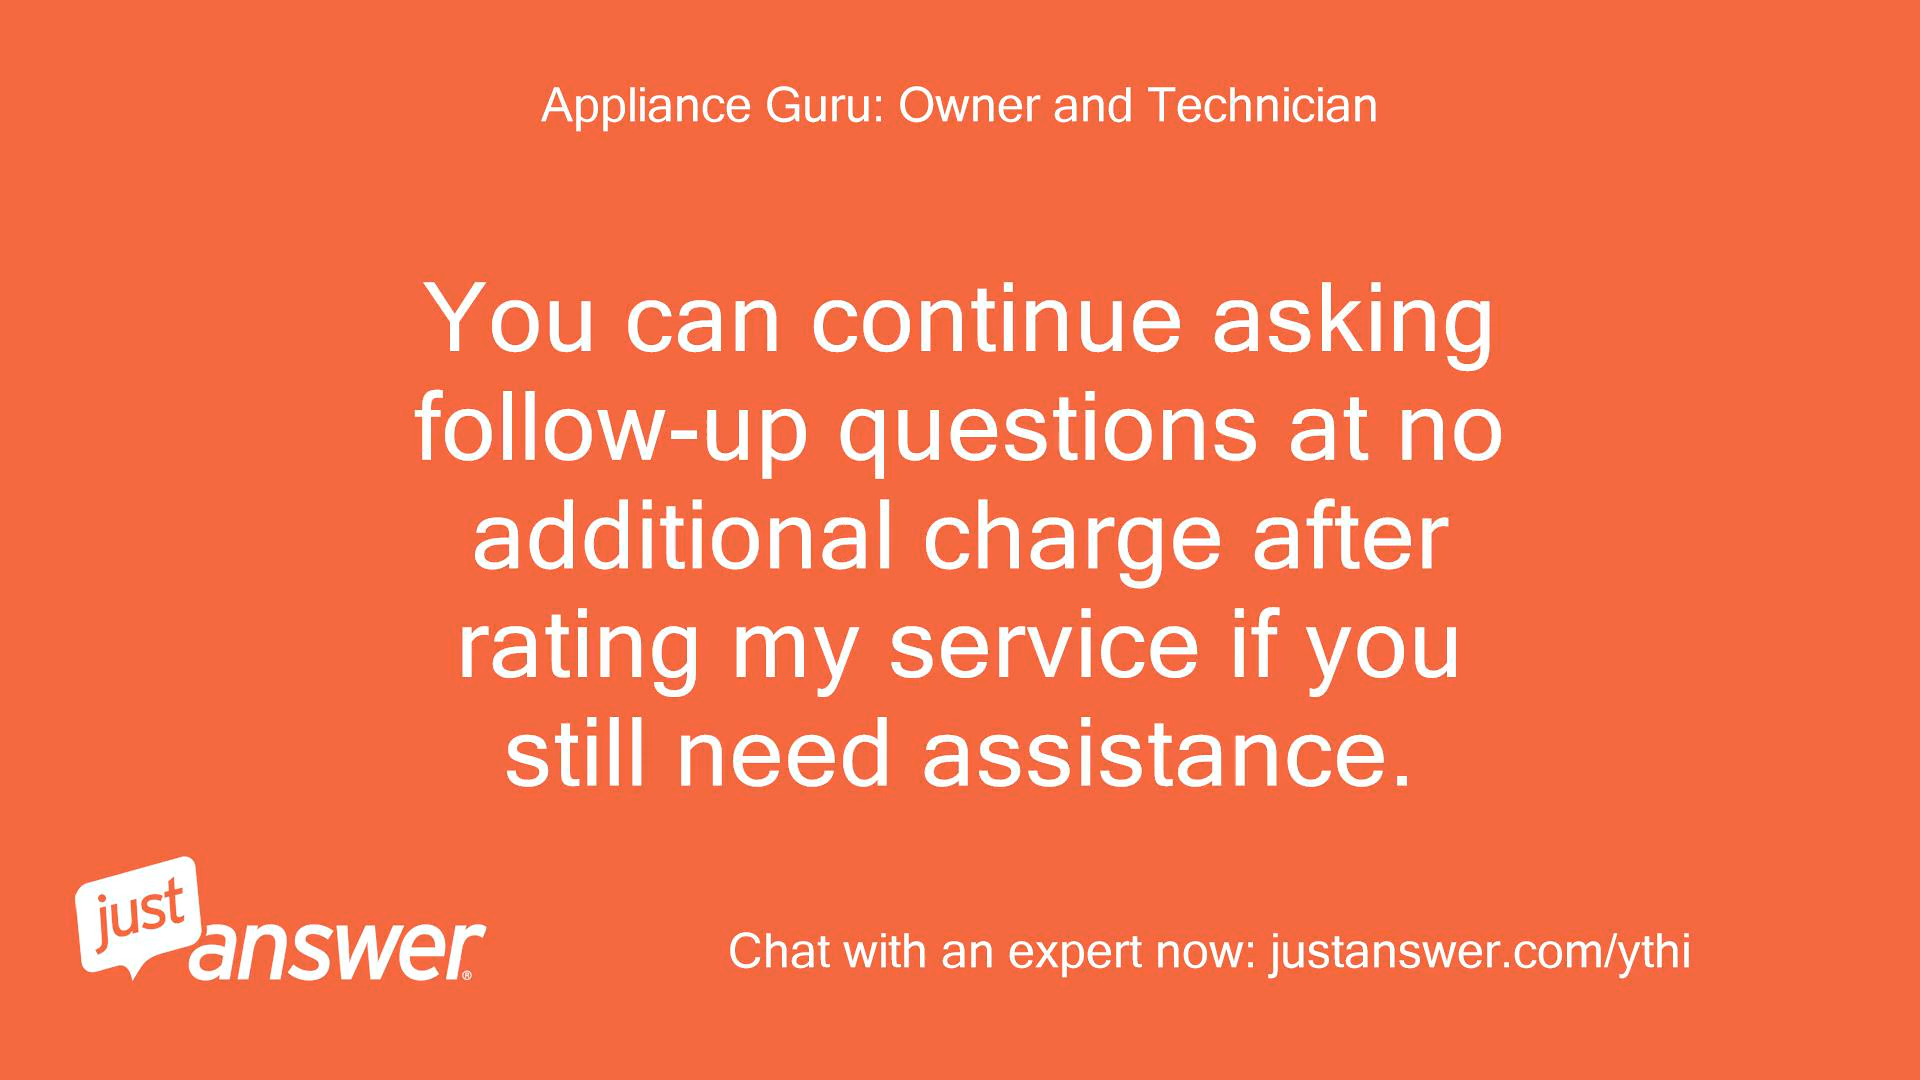 Appliance Guru: Owner and Technician
You can continue asking
follow-up questions at no
additional charge after
rating my service if you
still need assistance.
just
answer®
Chat with an expert now: justanswer.com/ythi